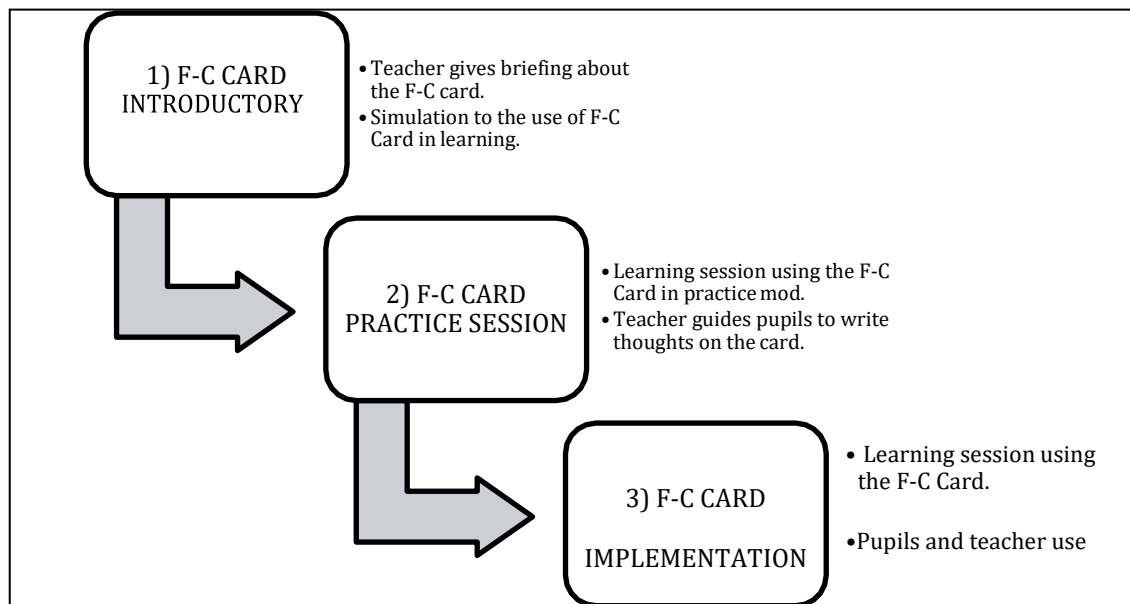 1) F-C CARD
INTRODUCTORY
• Teacher gives briefing about
the F-C card.
• Simulation to the use of F-C
Card in learning.
2) F-C CARD
PRACTICE SESSION
• Learning session using the F-C
Card in practice mod.
• Teacher guides pupils to write
thoughts on the card.
3) F-C CARD
IMPLEMENTATION
• Learning session using
the F-C Card.
•Pupils and teacher use